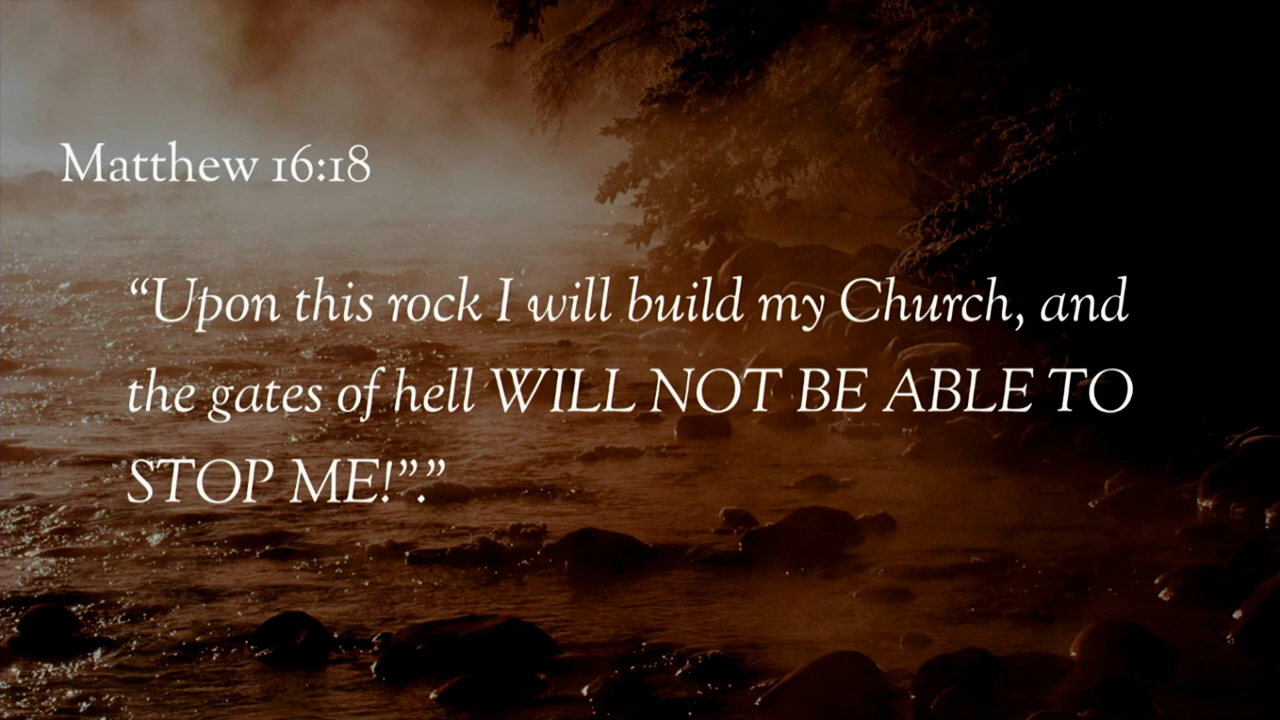 Matthew 16:18
“Upon this rock I will build my Church, and
the gates of hell WILL NOT BE ABLE TO
STOP ME!”.”